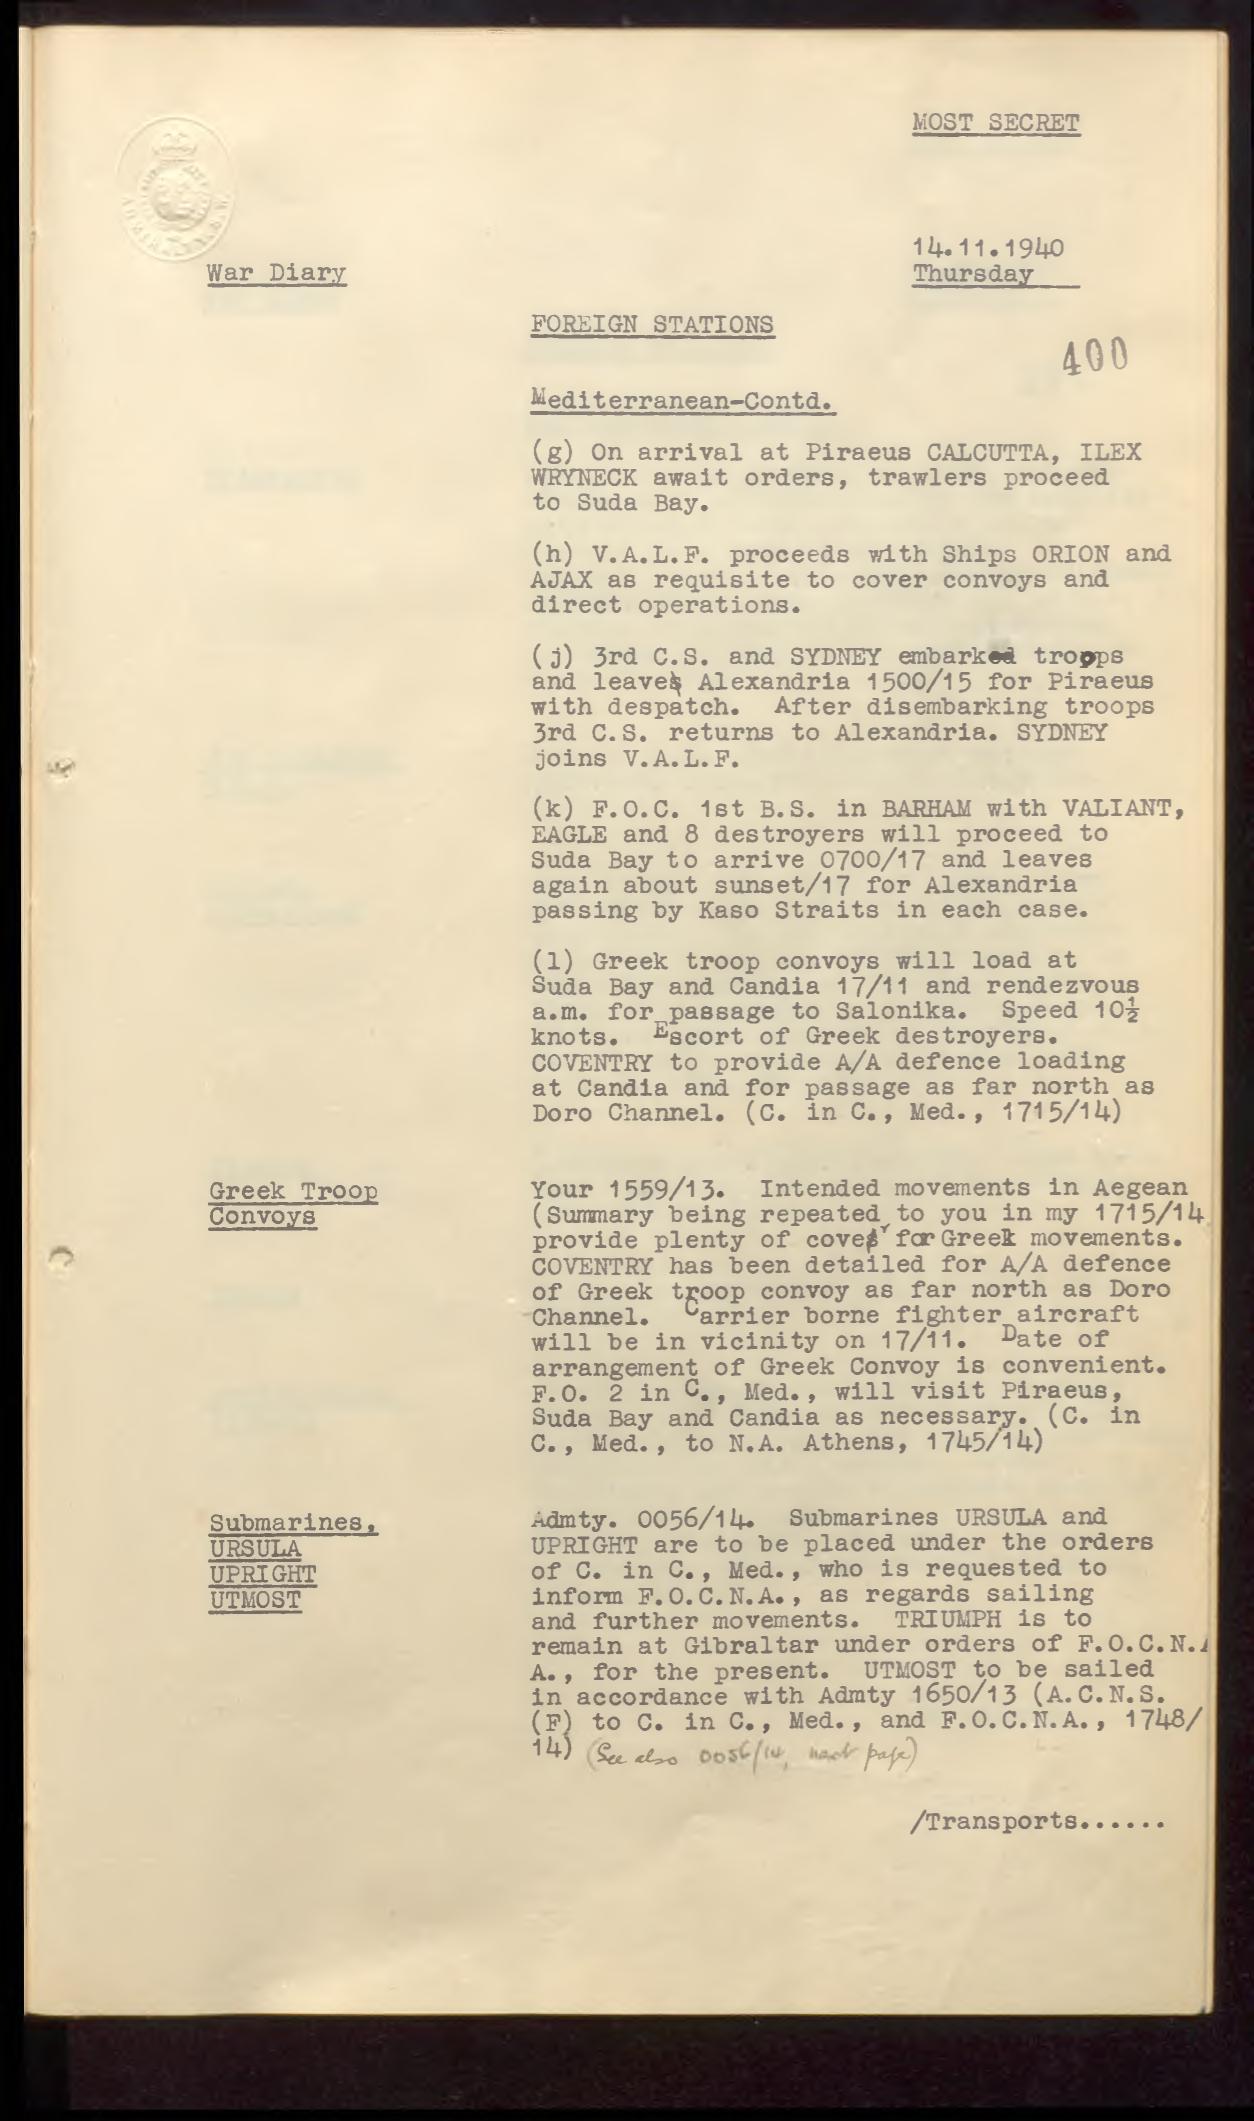 MOST SECRET
14.11.1940
War Diary
Thursday
FOREIGN STATIONS
400
Mediterranean-Contd.
(g) On arrival at Piraeus CALCUTTA, ILEX
WRYNECK await orders, trawlers proceed
to Suda Bay.
(h) V.A.L.F. proceeds with Ships ORION and
AJAX as requisite to cover convoys and
direct operations.
(j) 3rd C.S. and SYDNEY embark troops
and leave Alexandria 1500/15 for Piraeus
with despatch. After disembarking troops
3rd C.S. returns to Alexandria. SYDNEY
joins V.A.L.F.
(k) F.O.C. 1st B.S. in BARHAM with VALIANT,
EAGLE and 8 destroyers will proceed to
Suda Bay to arrive 0700/17 and leaves
again about sunset/17 for Alexandria
passing by Kaso Straits in each case.
(l) Greek troop convoys will load at
Suda Bay and Candia 17/11 and rendezvous
a.m. for passage to Salonika. Speed 10½
knots. Escort of Greek destroyers.
COVENTRY to provide A/A defence loading
at Candia and for passage as far north as
Doro Channel. (C. in C., Med., 1715/14)
Greek Troop
Convoys
Your 1559/13. Intended movements in Aegean
(Summary being repeated to you in my 1715/14
provide plenty of cover for Greek movements.
COVENTRY has been detailed for A/A defence
of Greek troop convoy as far north as Doro
Channel. Carrier borne fighter aircraft
will be in vicinity on 17/11. Date of
arrangement of Greek Convoy is convenient.
F.O. 2 in C., Med., will visit Piraeus,
Suda Bay and Candia as necessary. (C. in
C., Med., to N.A. Athens, 1745/14)
Submarines,
URSULA
UPRIGHT
UTMOST
Admty. 0056/14. Submarines URSULA and
UPRIGHT are to be placed under the orders
of C. in C., Med., who is requested to
inform F.O.C.N.A., as regards sailing
and further movements. TRIUMPH is to
remain at Gibraltar under orders of F.O.C.N.
A., for the present. UTMOST to be sailed
in accordance with Admty 1650/13 (A.C.N.S.
(F) to C. in C., Med., and F.O.C.N.A., 1748/
14) (See also 0056/14, next page)
/Transports......